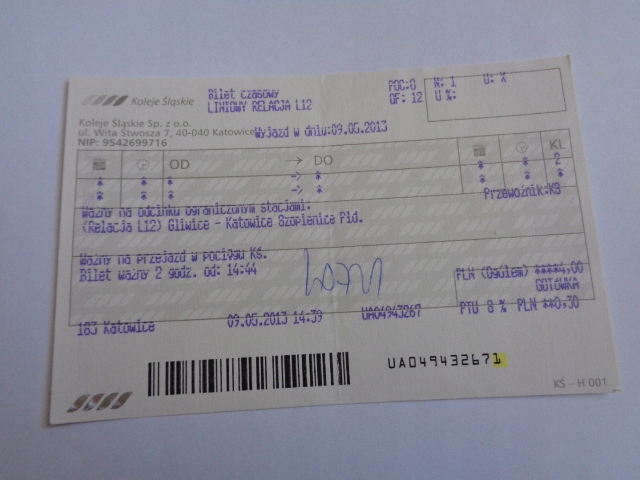 Koleje Śląskie
Bilet czasowy
LINIOWY RELACJA L12
POC:0 N: 1 U: X
OF: 12 U %:
Koleje Śląskie Sp. z o.o.
ul. Wita Stwosza 7, 40-040 Katowice
NIP: 9542699716
Wyjazd w dniu:09.05.2013
OD → DO KL
* * * -> * * * 2
* * * -> * * *
Przewoźnik:KS
Ważny na odcinku ograniczonym stacjami:
(Relacja L12) Gliwice - Katowice Szopienice Płd.
Ważny na przejazd w pociągu KS.
Bilet ważny 2 godz. od: 14:44
PLN (Ogółem) ****4,00
GOTÓWKA
183 Katowice 09.05.2013 14:39 UA04943267 PTU 8 % PLN **0,30
UA049432671
KŚ - H 001